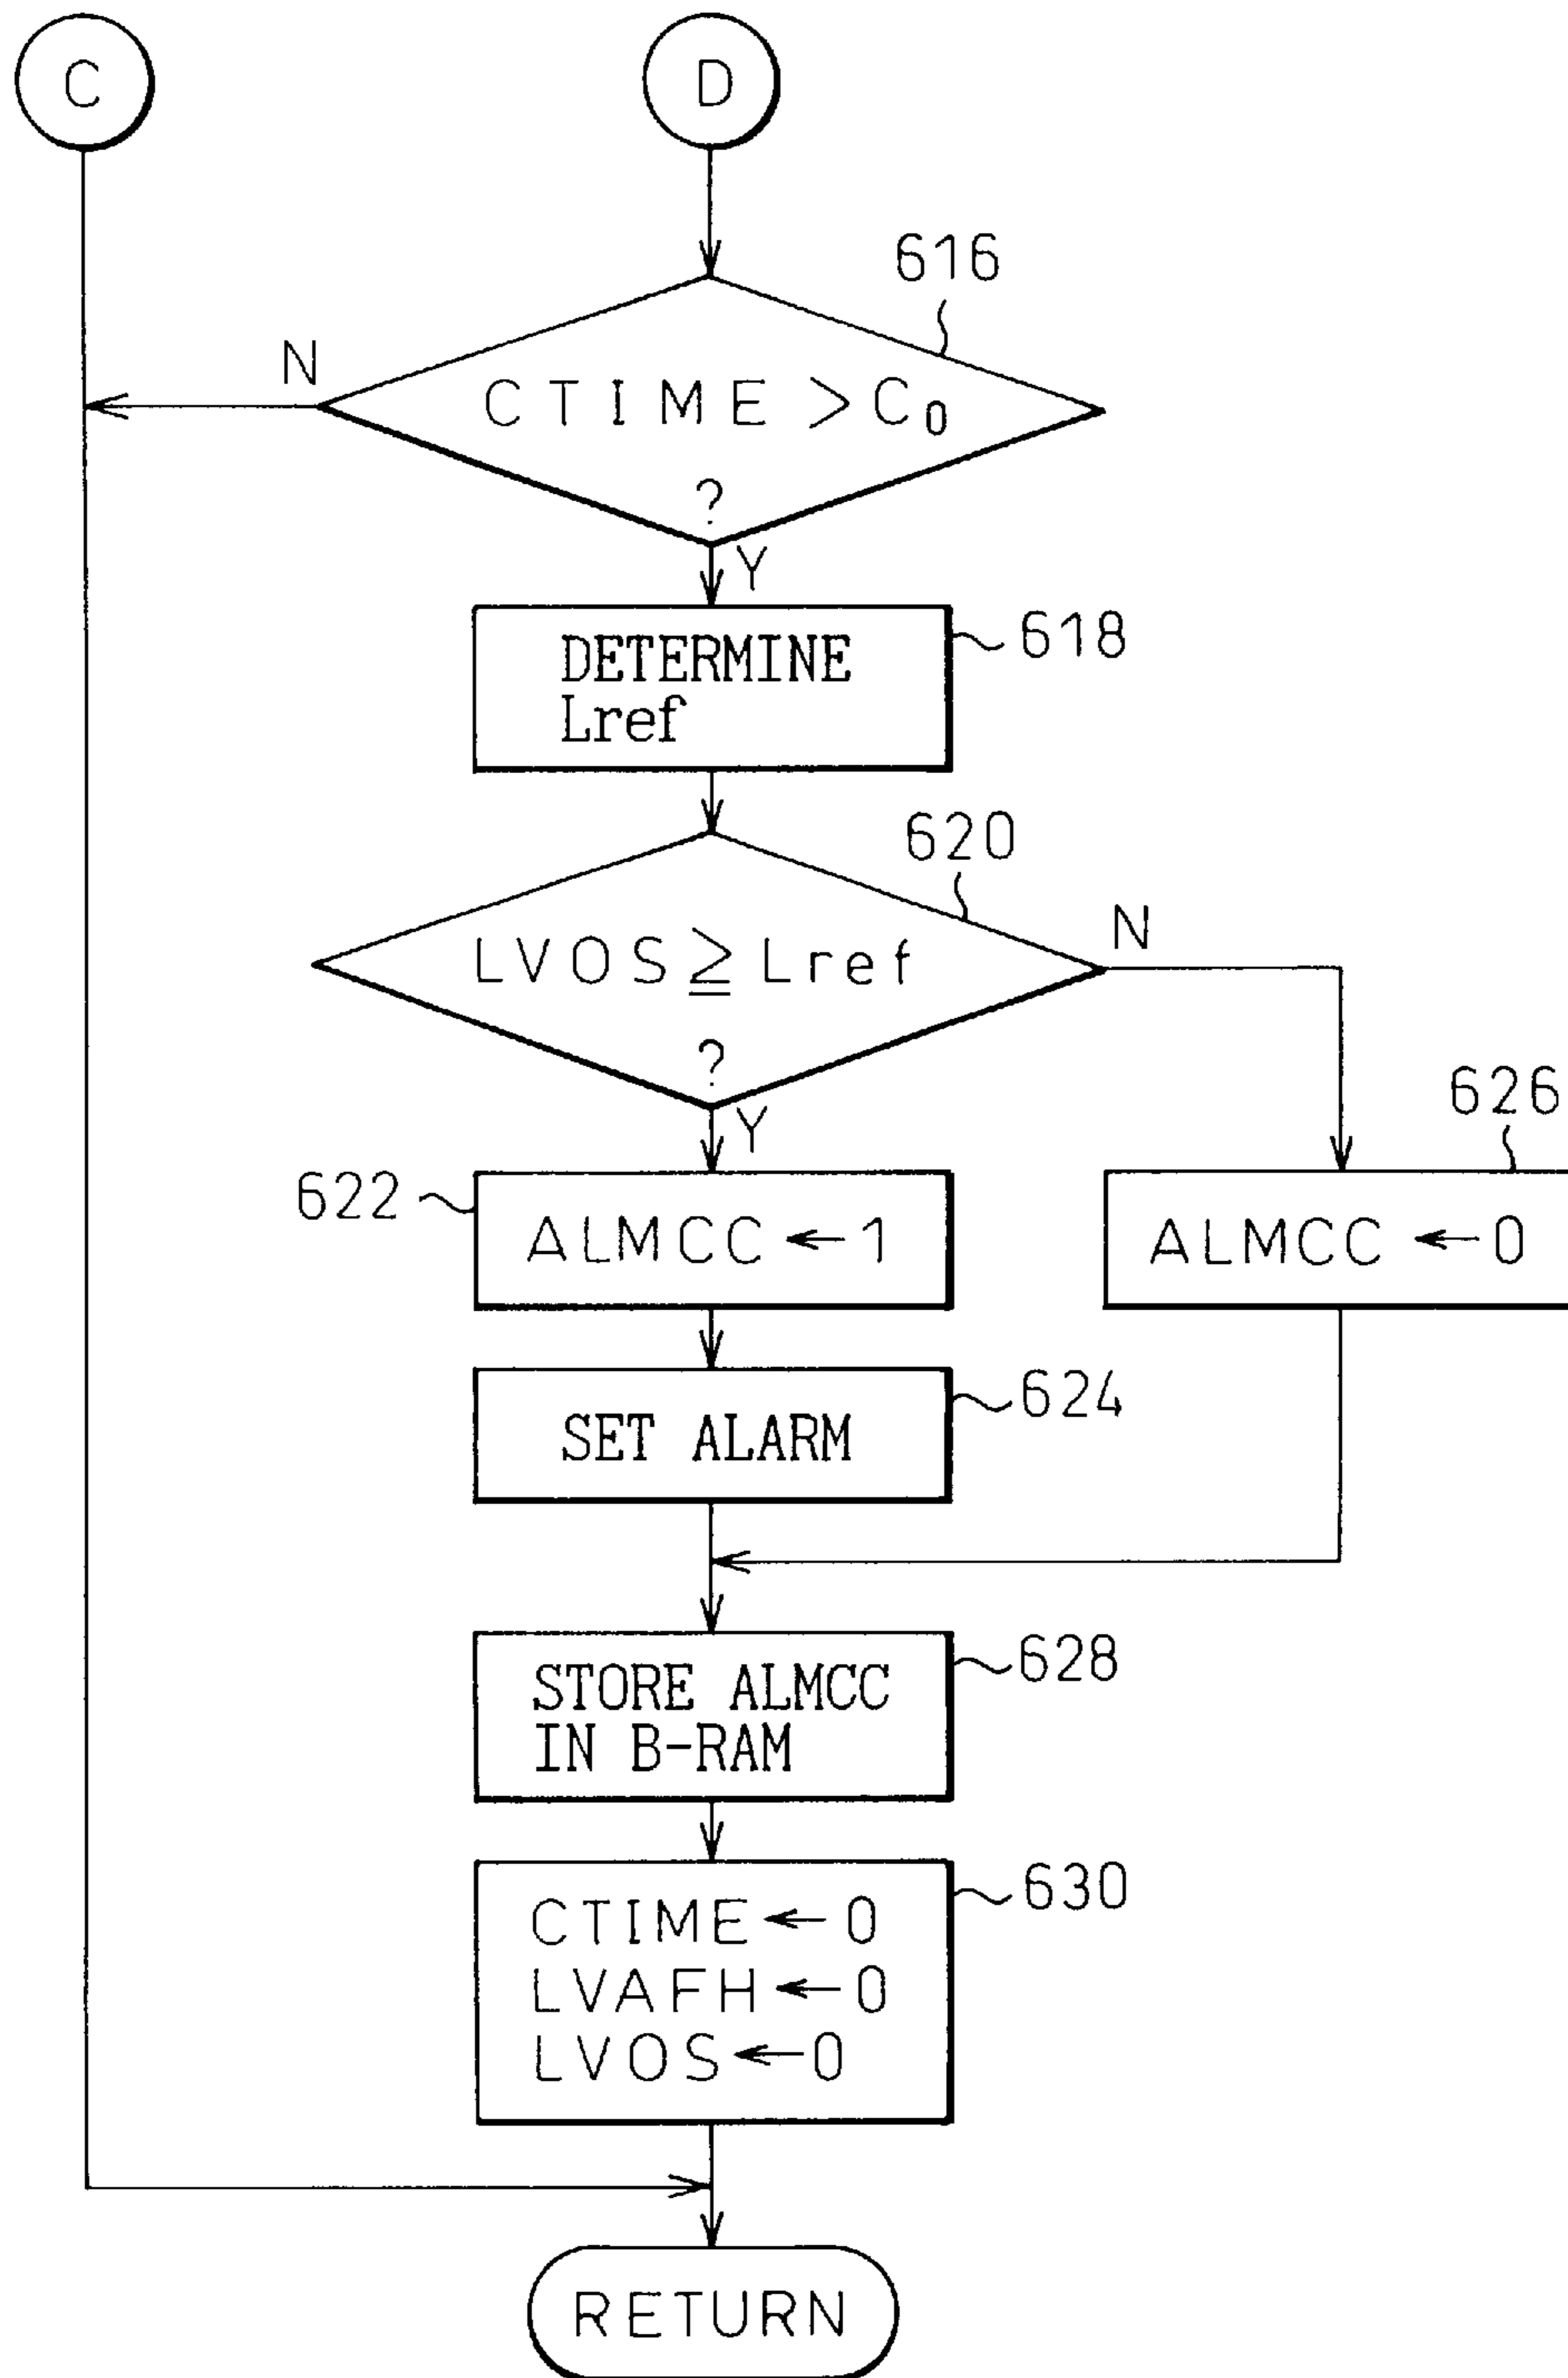 C
D
616
N
CTIME >C₀
?
Y
DETERMINE
Lref
618
620
LVOS ≧ Lref
N
?
Y
626
622
ALMCC ← 1
ALMCC ← 0
SET ALARM
624
STORE ALMCC
IN B-RAM
628
CTIME ← 0
LVAFH ← 0
LVOS ← 0
630
RETURN